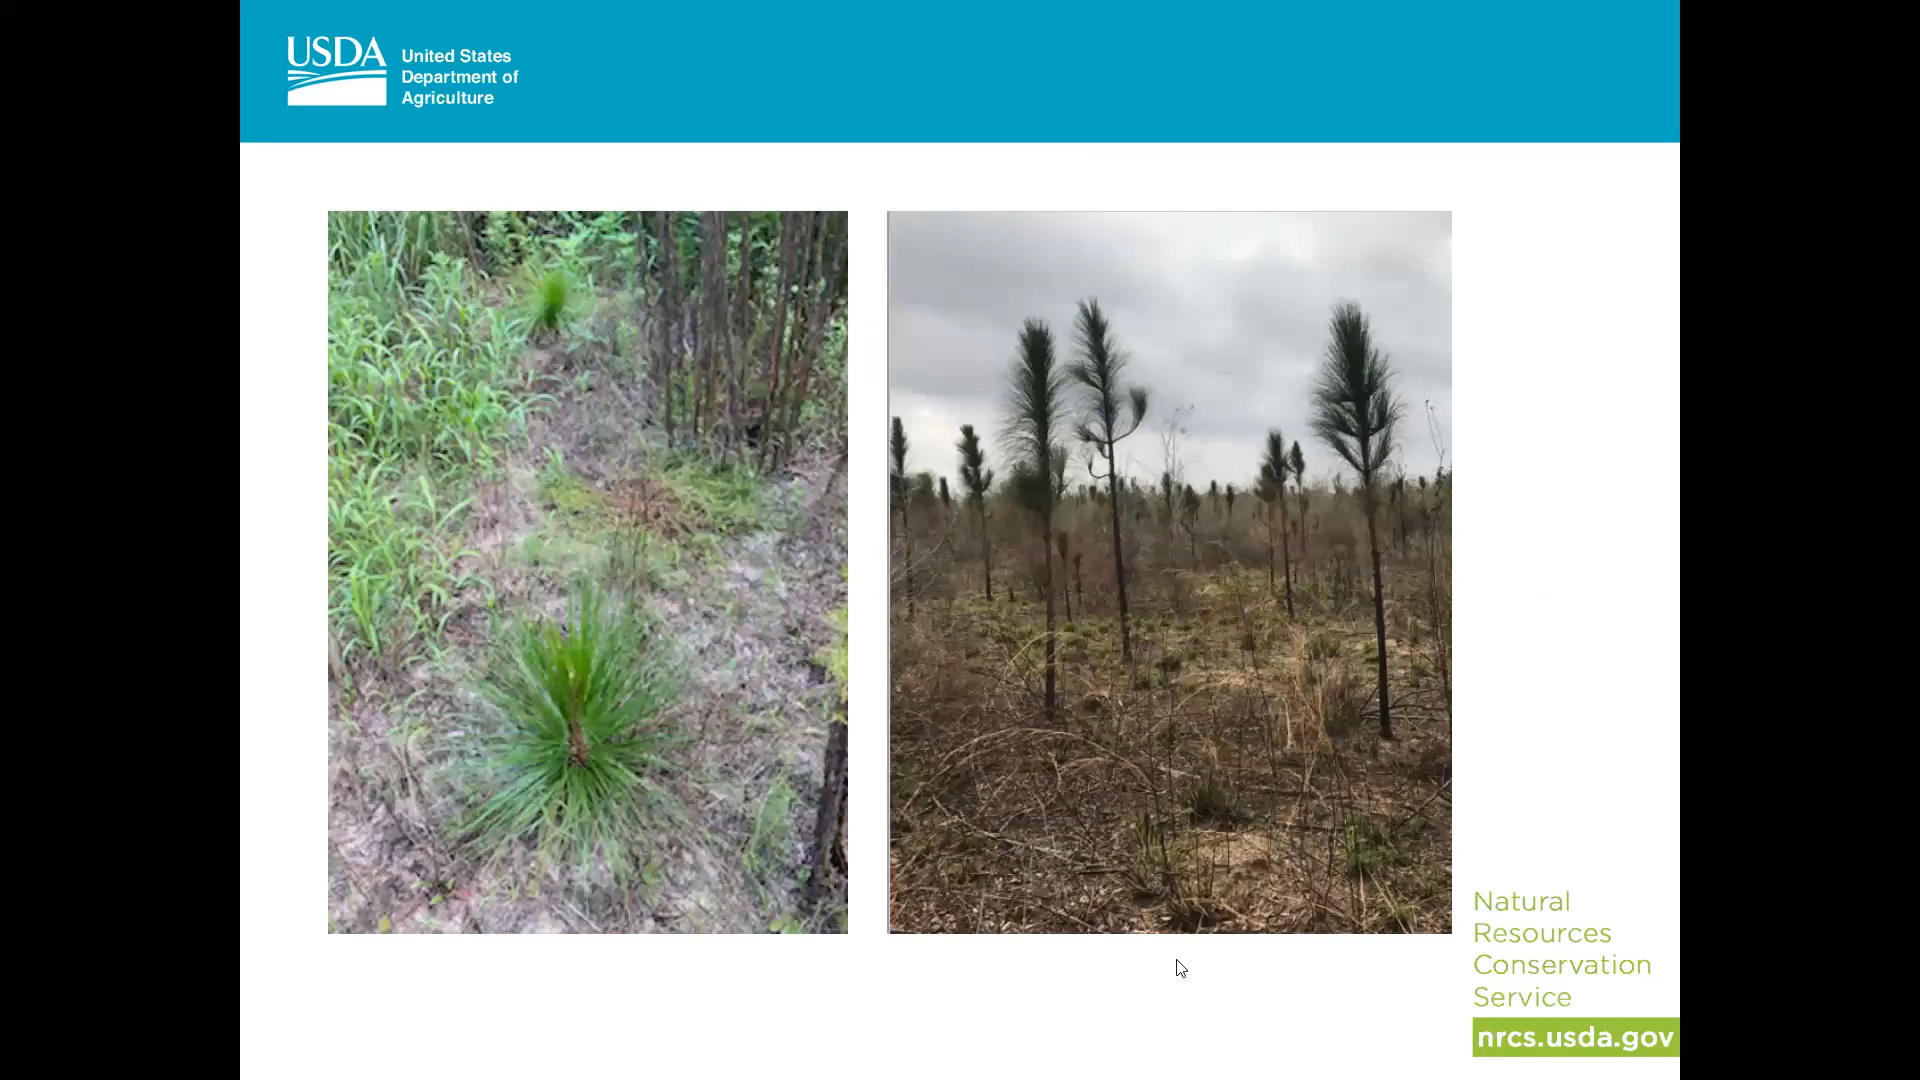 USDA
United States
Department of
Agriculture
Natural
Resources
Conservation
Service
nrcs.usda.gov